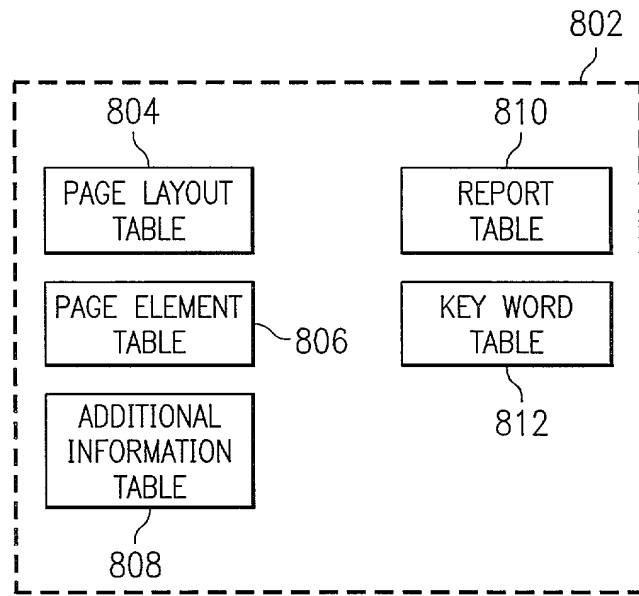 802
804
PAGE LAYOUT
TABLE
810
REPORT
TABLE
PAGE ELEMENT
TABLE
806
KEY WORD
TABLE
812
ADDITIONAL
INFORMATION
TABLE
808